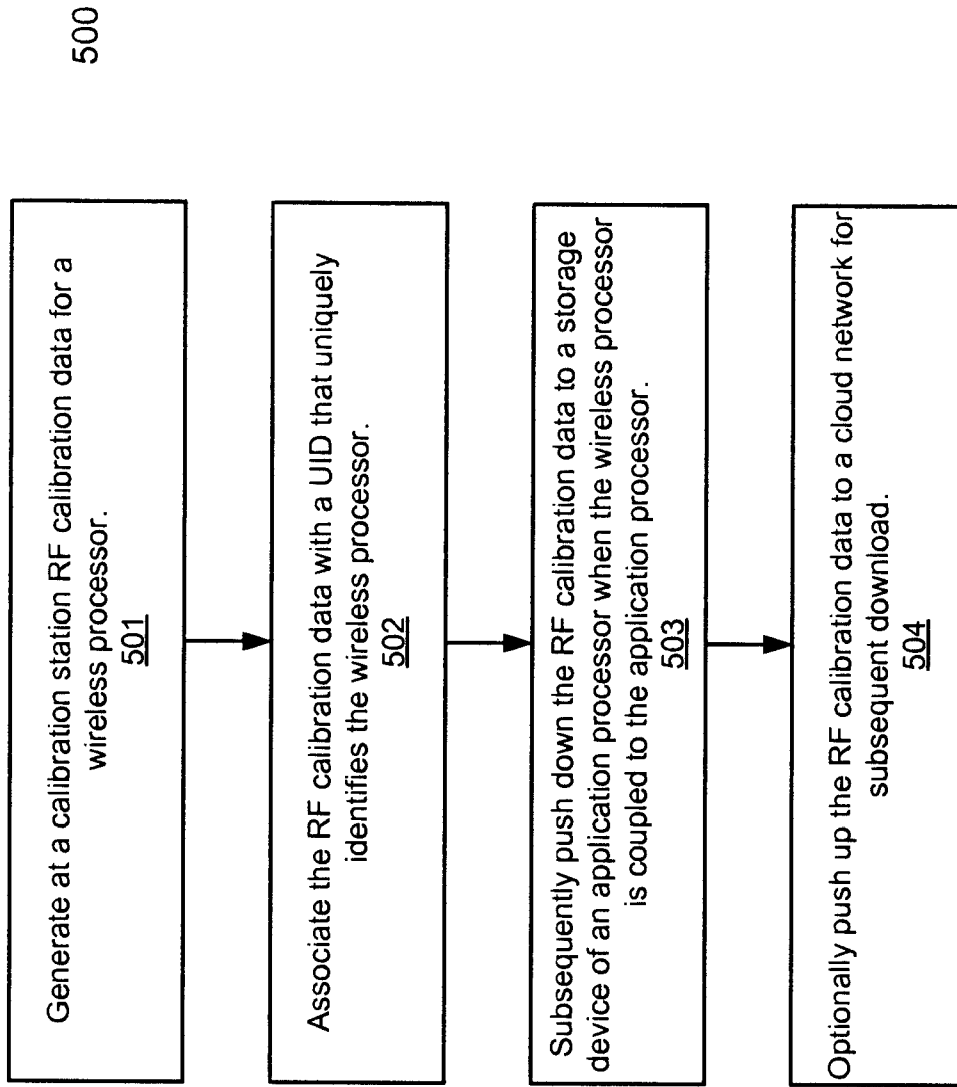 500
Generate at a calibration station RF calibration data for a
wireless processor.
501
Associate the RF calibration data with a UID that uniquely
identifies the wireless processor.
502
Subsequently push down the RF calibration data to a storage
device of an application processor when the wireless processor
is coupled to the application processor.
503
Optionally push up the RF calibration data to a cloud network for
subsequent download.
504